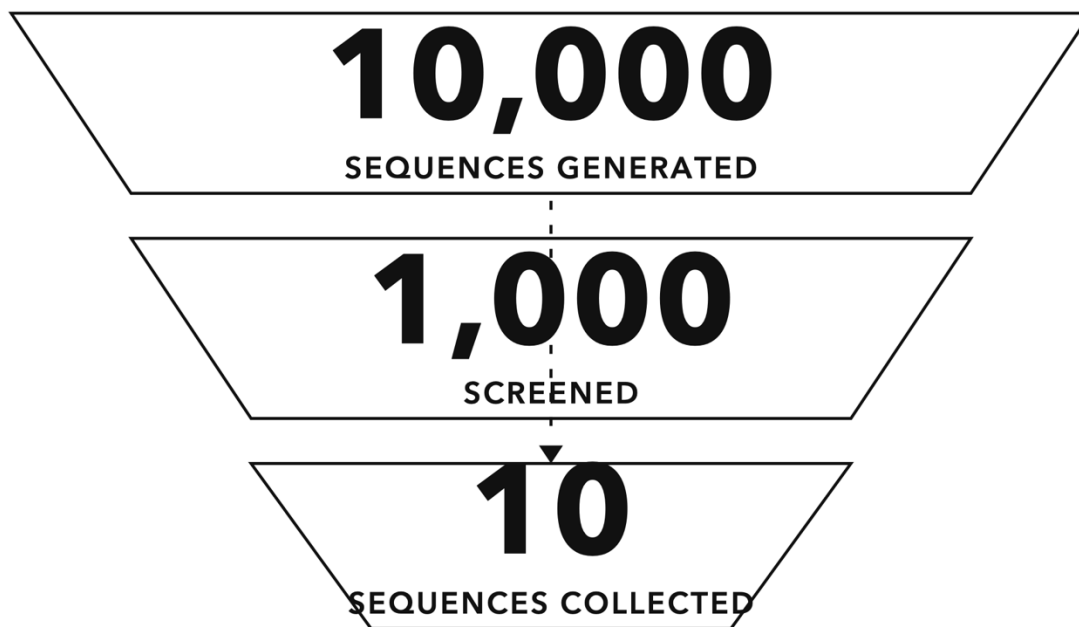 10,000
SEQUENCES GENERATED
1,000
SCREENED
10
SEQUENCES COLLECTED